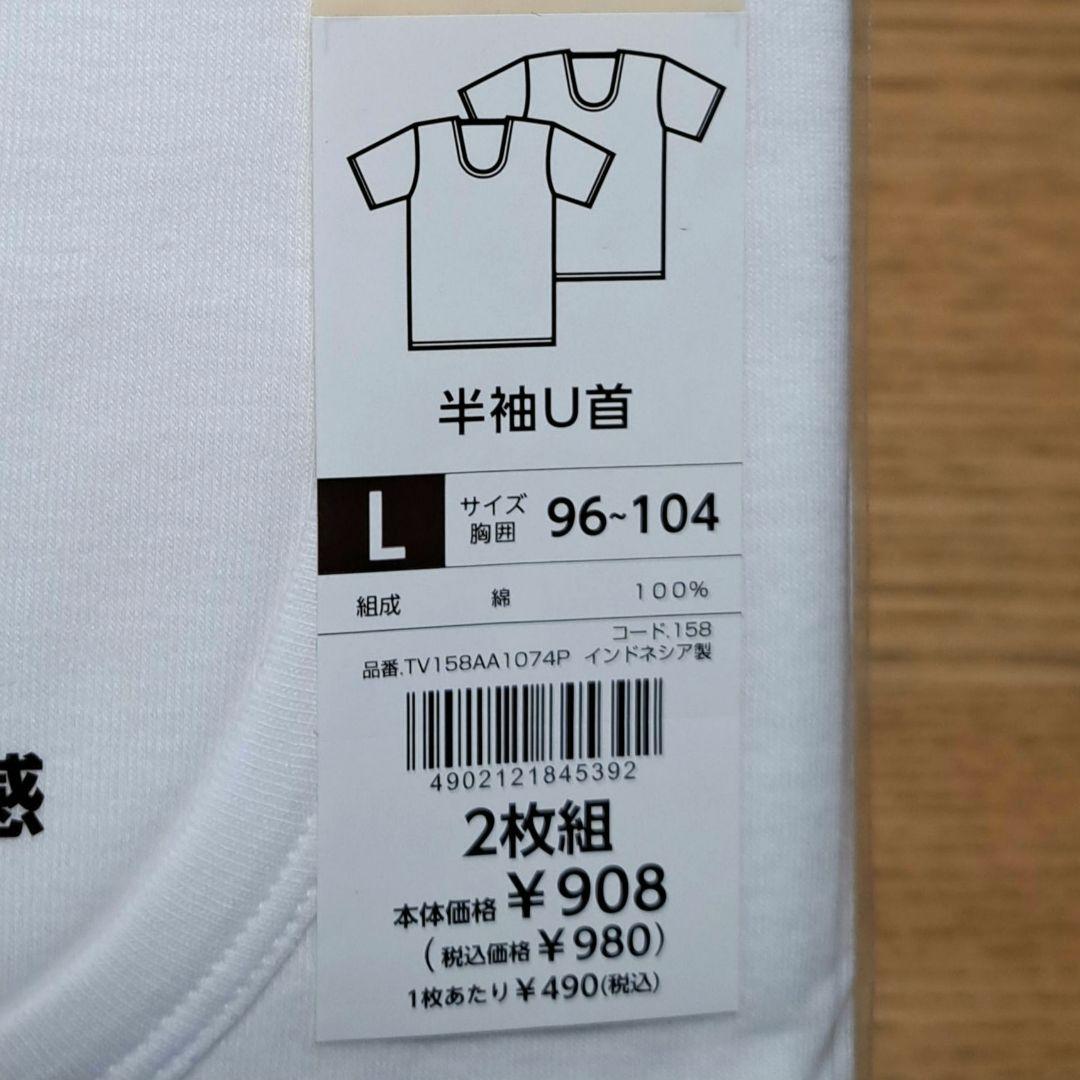 半袖U首
L サイズ 胸囲 96~104
組成 綿 100%
コード.158
品番.TV158AA1074P インドネシア製
4902121845392
2枚組
本体価格 ¥908
(税込価格 ¥980)
1枚あたり ¥490(税込)
感